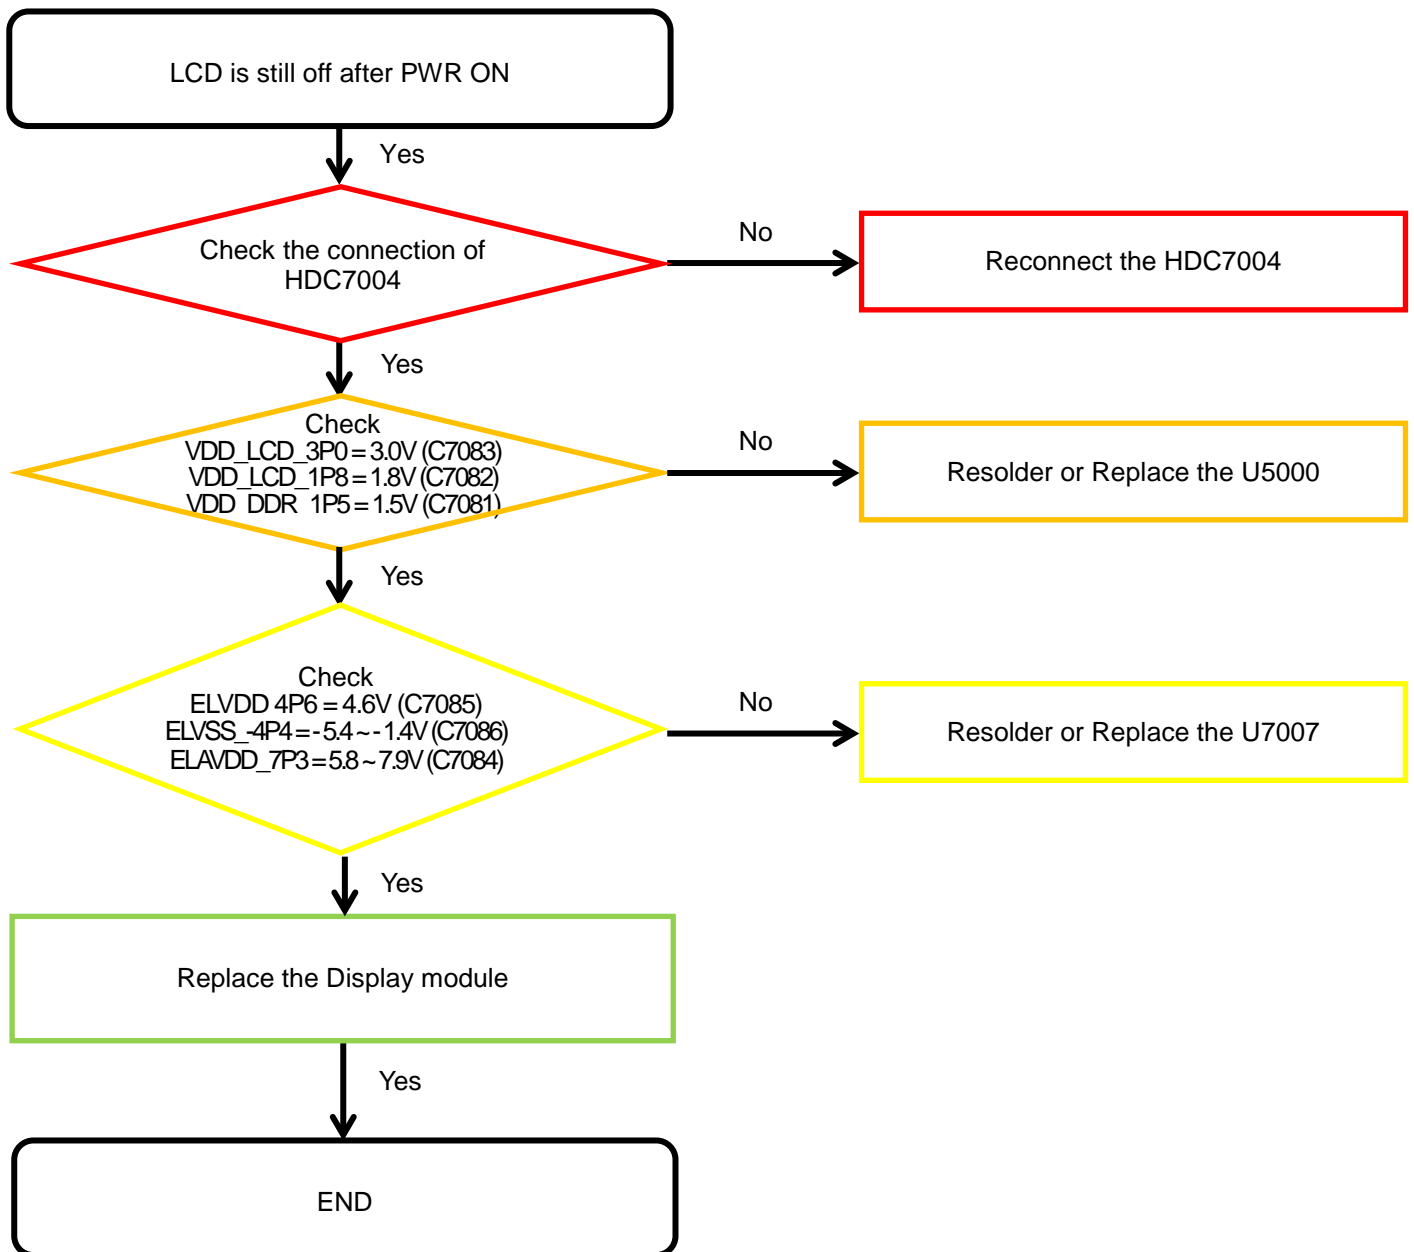 LCD is still off after PWR ON
Yes
Check the connection of
HDC7004
No
Reconnect the HDC7004
Yes
Check
VDD_LCD_3P0 = 3.0V (C7083)
VDD_LCD_1P8 = 1.8V (C7082)
VDD_DDR_1P5 = 1.5V (C7081)
No
Resolder or Replace the U5000
Yes
Check
ELVDD 4P6 = 4.6V (C7085)
ELVSS_-4P4 = - 5.4 ~ - 1.4V (C7086)
ELAVDD_7P3 = 5.8 ~ 7.9V (C7084)
No
Resolder or Replace the U7007
Yes
Replace the Display module
Yes
END